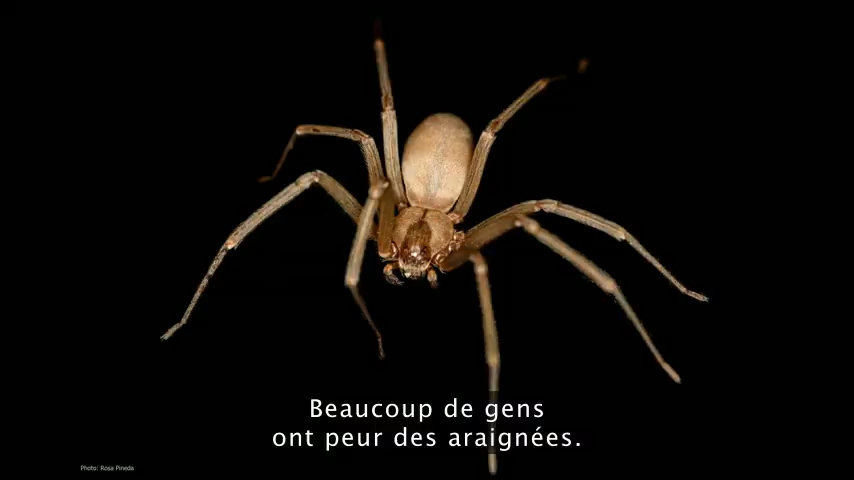 Beaucoup de gens
ont peur des araignées.
Photo: Rosa Pineda